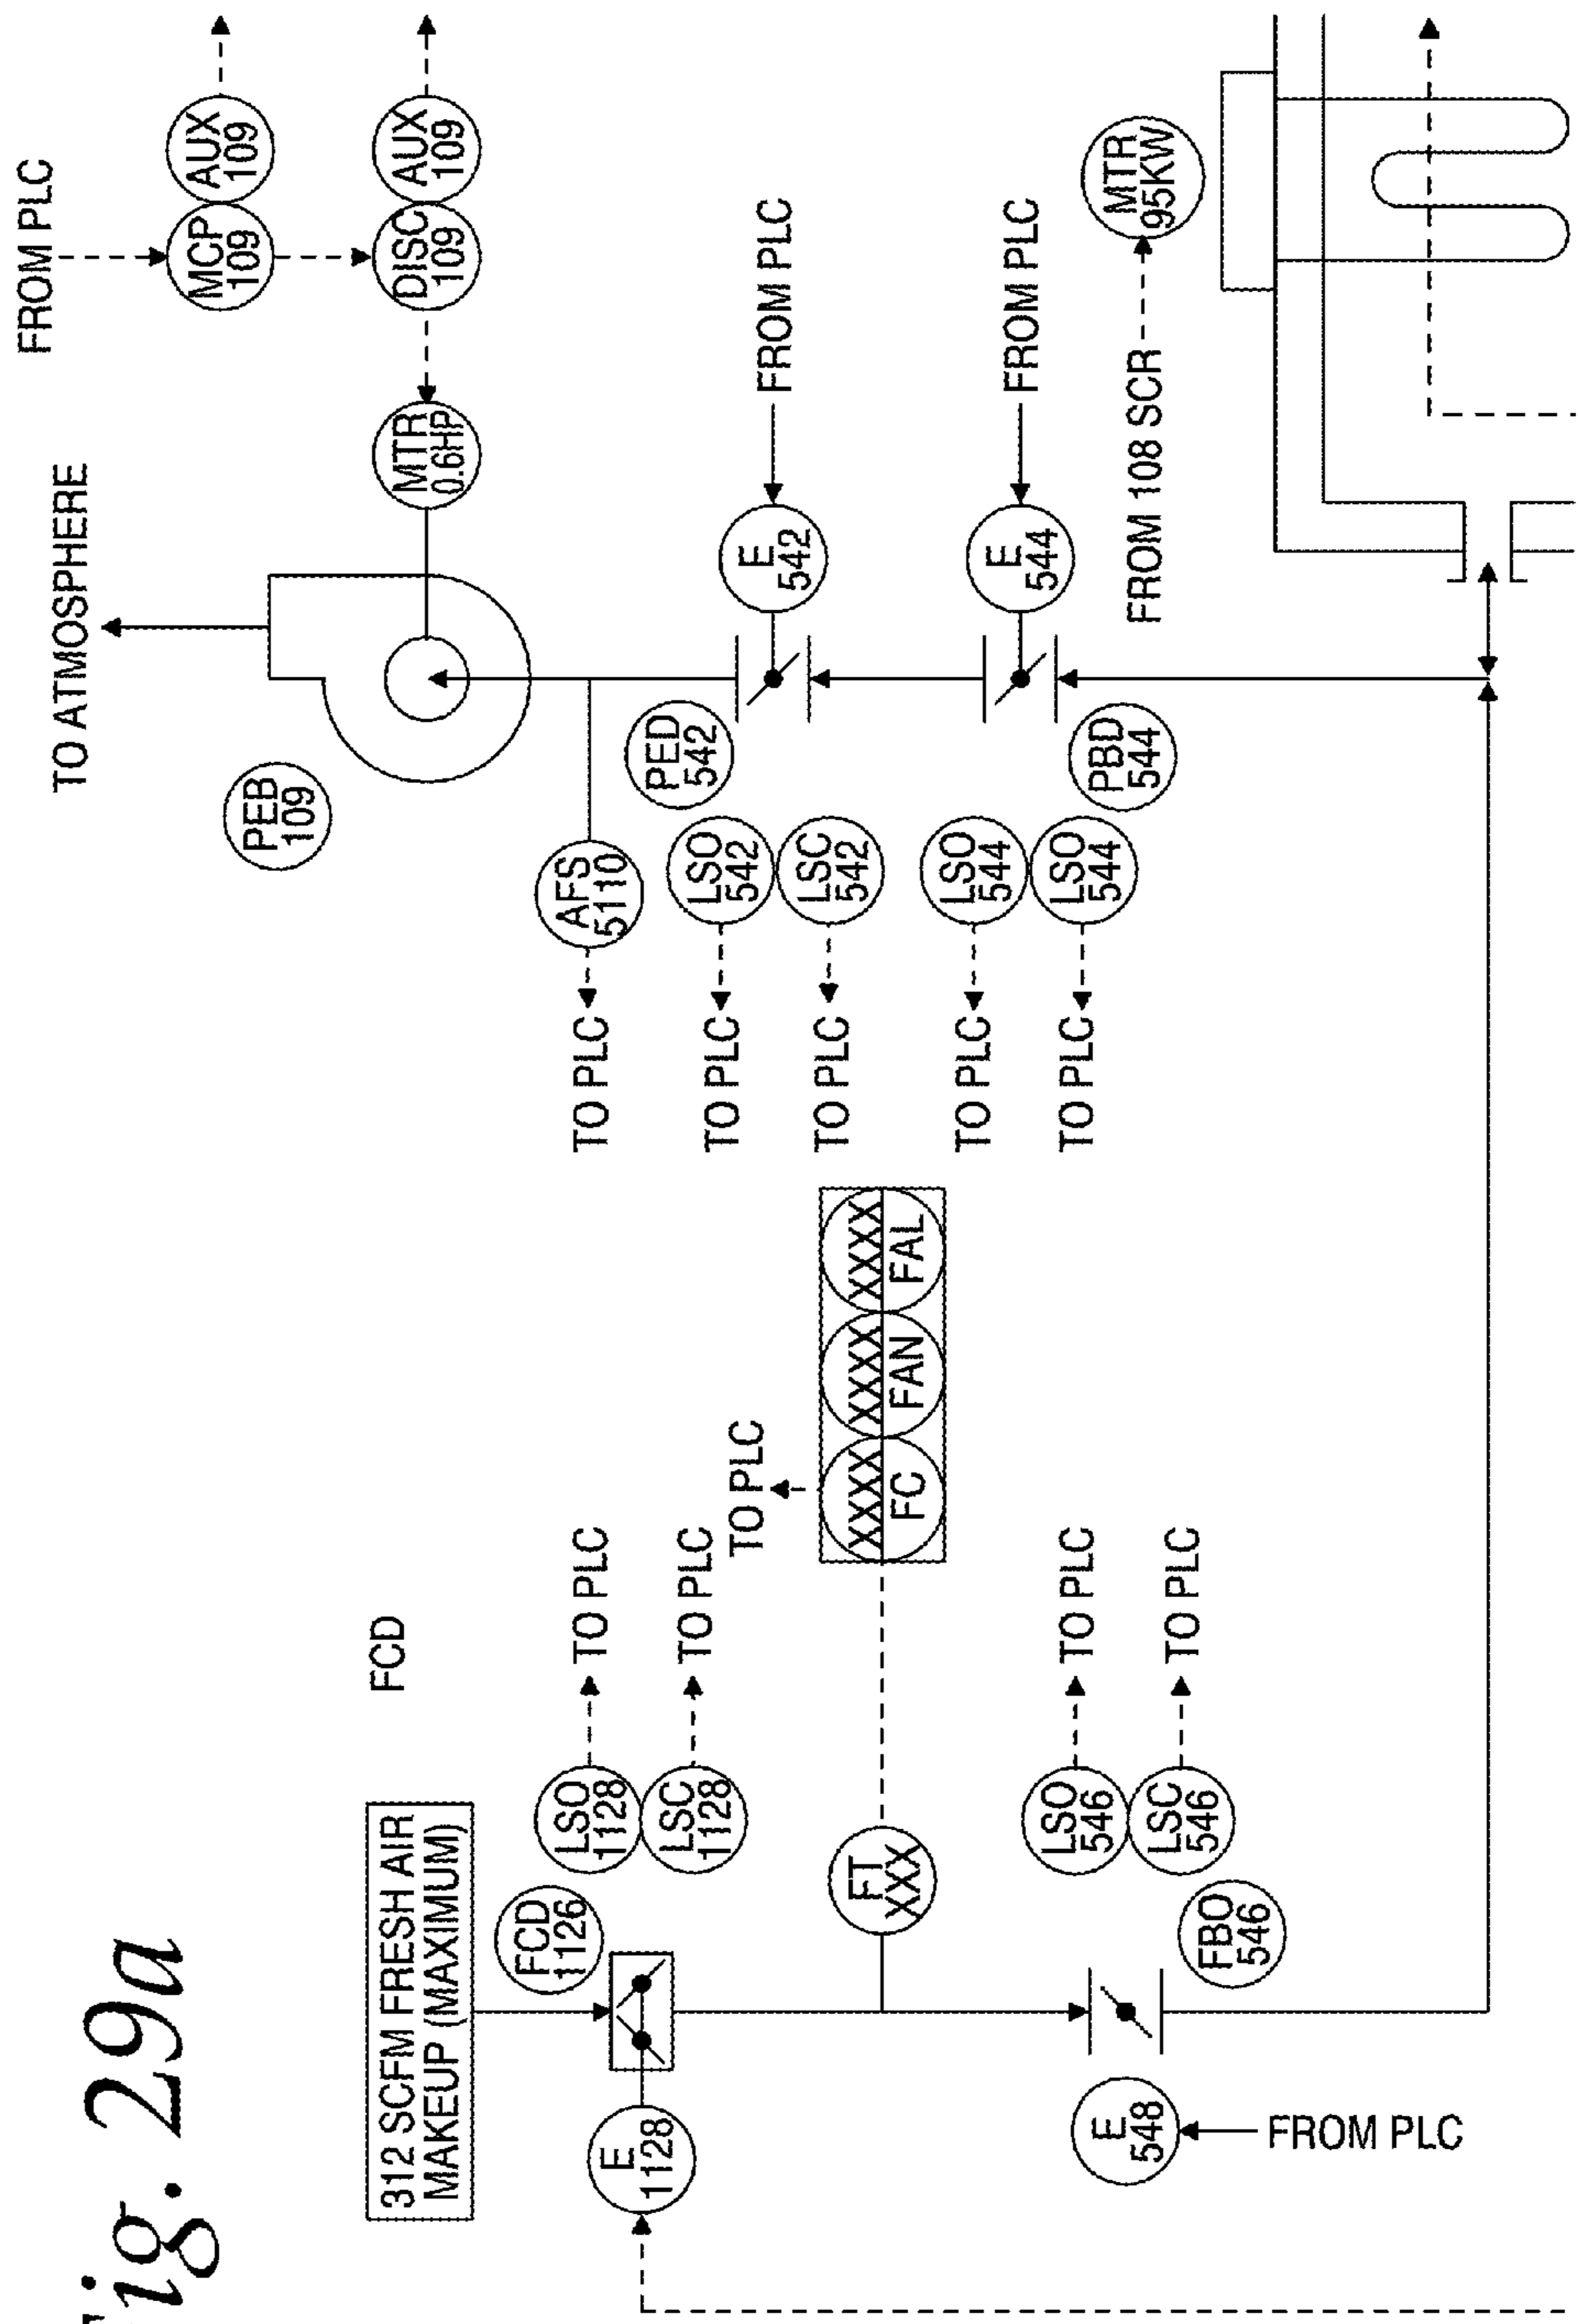 Fig. 29a
FROM PLC
TO ATMOSPHERE
MCP
109
AUX
109
PEB
109
312 SCFM FRESH AIR
MAKEUP (MAXIMUM)
FCD
MTR
0.6HP
DISC
109
AUX
109
FCD
1126
LSO
1128
TO PLC
TO PLC
AFS
5110
E
1128
LSC
1128
TO PLC
TO PLC
LSO
542
PED
542
E
542
FROM PLC
TO PLC
TO PLC
LSC
542
FT
XXX
XXXX
FC
XXXX
FAN
XXXX
FAL
TO PLC
LSO
544
E
544
FROM PLC
LSO
546
TO PLC
TO PLC
LSO
544
PBD
544
E
548
FROM PLC
LSC
546
TO PLC
FBO
546
FROM 108 SCR
MTR
95KW